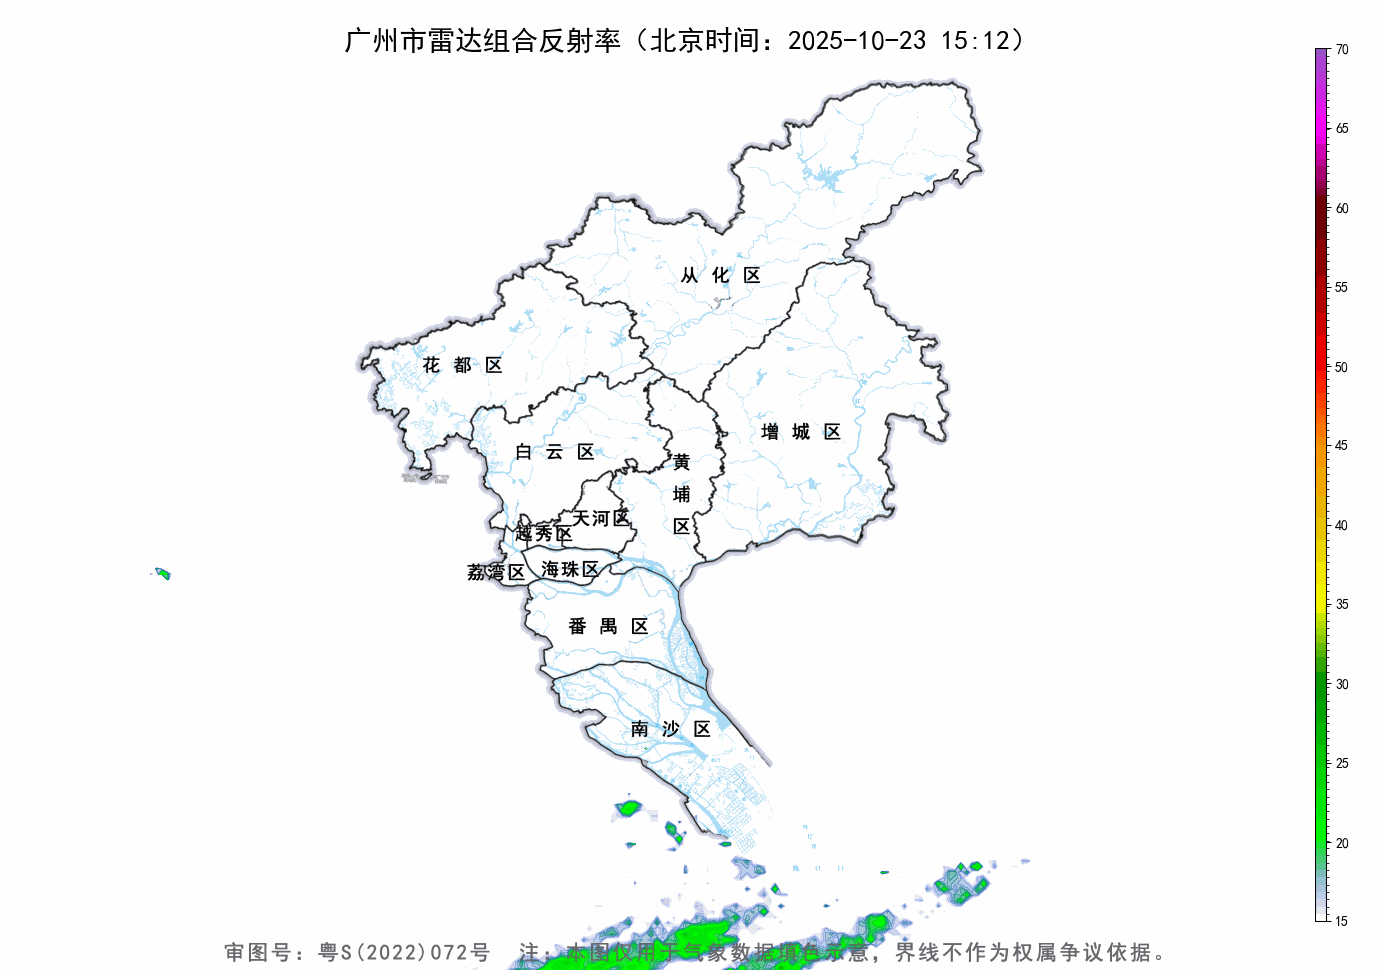 广州市雷达组合反射率（北京时间：2025-10-23 15:12）
70
65
60
55
50
45
40
35
30
25
20
15
从化区
花都区
增城区
白云区
黄埔区
天河区
越秀区
海珠区
荔湾区
番禺区
南沙区
审图号：粤S(2022)072号 注：本图仅用于气象数据填色示意，界线不作为权属争议依据。